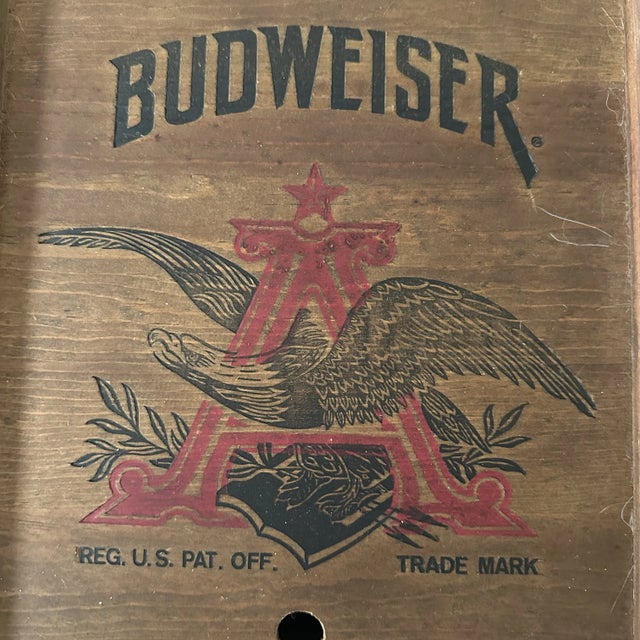 BUDWEISER®
A
REG. U.S. PAT. OFF. TRADE MARK